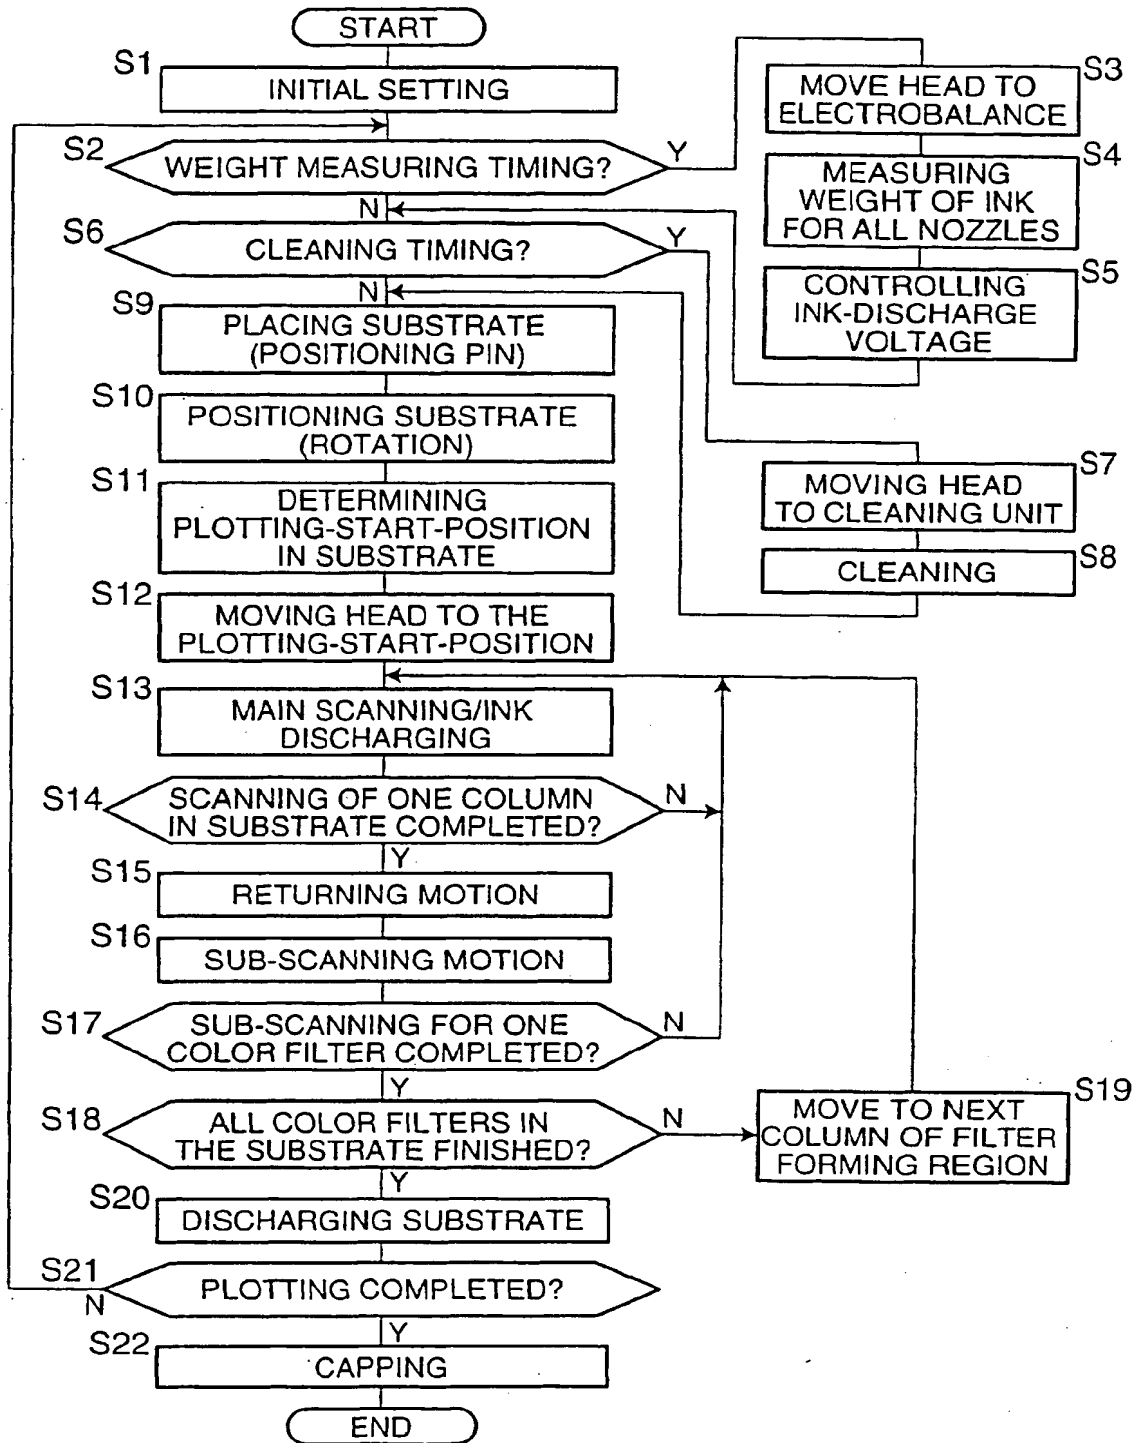 START
S1
INITIAL SETTING
S2
WEIGHT MEASURING TIMING?
Y
N
S3
MOVE HEAD TO
ELECTROBALANCE
S4
MEASURING
WEIGHT OF INK
FOR ALL NOZZLES
S5
CONTROLLING
INK-DISCHARGE
VOLTAGE
S6
CLEANING TIMING?
Y
N
S7
MOVING HEAD
TO CLEANING UNIT
S8
CLEANING
S9
PLACING SUBSTRATE
(POSITIONING PIN)
S10
POSITIONING SUBSTRATE
(ROTATION)
S11
DETERMINING
PLOTTING-START-POSITION
IN SUBSTRATE
S12
MOVING HEAD TO THE
PLOTTING-START-POSITION
S13
MAIN SCANNING/INK
DISCHARGING
S14
SCANNING OF ONE COLUMN
IN SUBSTRATE COMPLETED?
N
Y
S15
RETURNING MOTION
S16
SUB-SCANNING MOTION
S17
SUB-SCANNING FOR ONE
COLOR FILTER COMPLETED?
N
Y
S18
ALL COLOR FILTERS IN
THE SUBSTRATE FINISHED?
N
Y
S19
MOVE TO NEXT
COLUMN OF FILTER
FORMING REGION
S20
DISCHARGING SUBSTRATE
S21
PLOTTING COMPLETED?
N
Y
S22
CAPPING
END